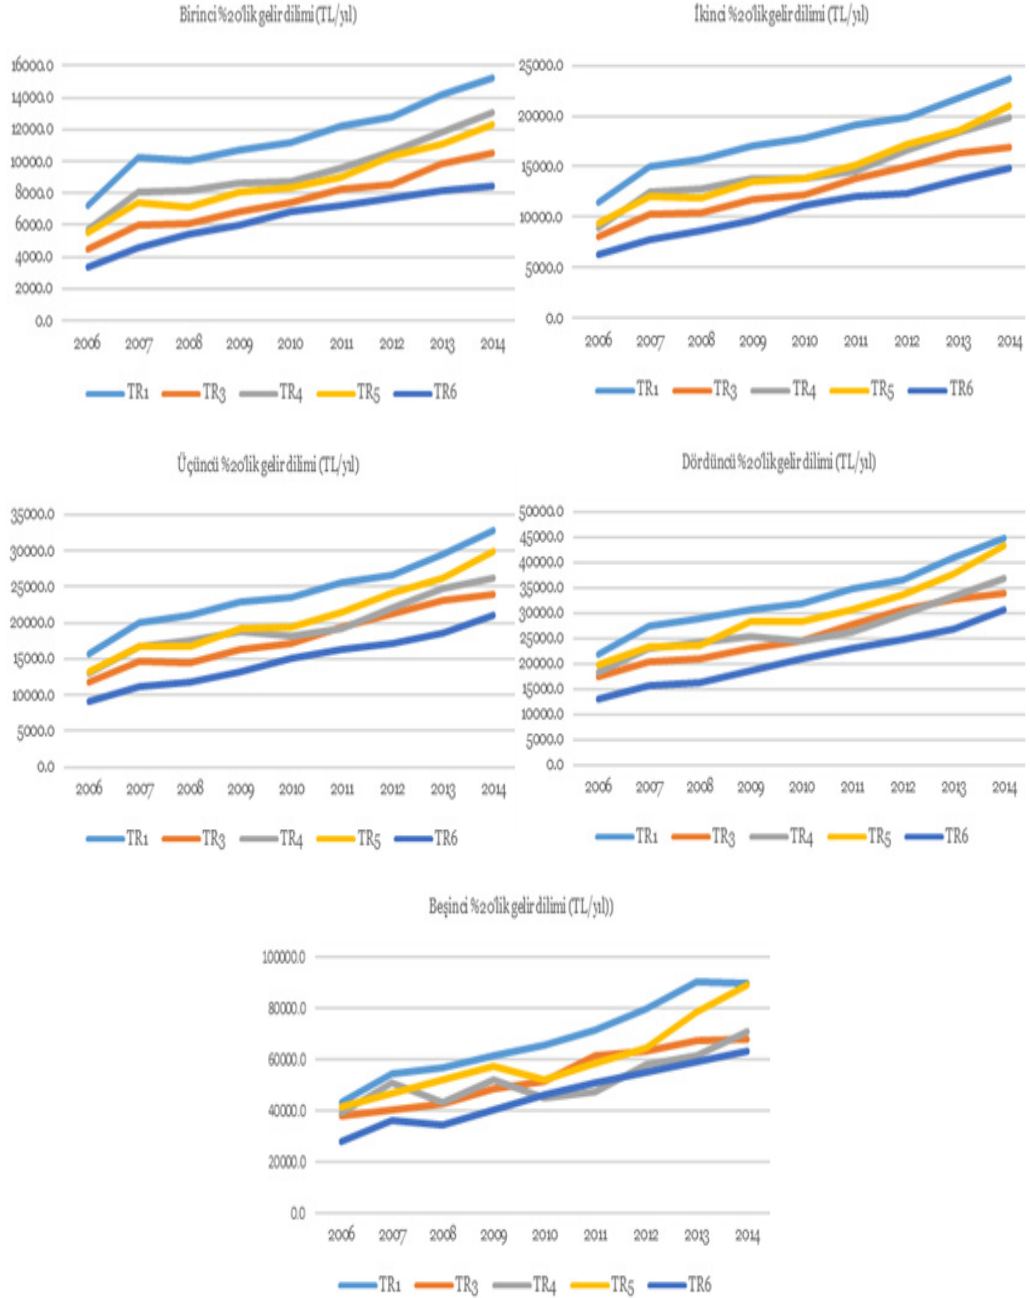 Birinci %20'lik gelir dilimi (TL/yıl)
16000.0
14000.0
12000.0
10000.0
8000.0
6000.0
4000.0
2000.0
0.0
2006 2007 2008 2009 2010 2011 2012 2013 2014
TR1 TR3 TR4 TR5 TR6
İkinci %20'lik gelir dilimi (TL/yıl)
25000.0
20000.0
15000.0
10000.0
5000.0
0.0
2006 2007 2008 2009 2010 2011 2012 2013 2014
TR1 TR3 TR4 TR5 TR6
Üçüncü %20'lik gelir dilimi (TL/yıl)
35000.0
30000.0
25000.0
20000.0
15000.0
10000.0
5000.0
0.0
2006 2007 2008 2009 2010 2011 2012 2013 2014
TR1 TR3 TR4 TR5 TR6
Dördüncü %20'lik gelir dilimi (TL/yıl)
50000.0
45000.0
40000.0
35000.0
30000.0
25000.0
20000.0
15000.0
10000.0
5000.0
0.0
2006 2007 2008 2009 2010 2011 2012 2013 2014
TR1 TR3 TR4 TR5 TR6
Beşinci %20'lik gelir dilimi (TL/yıl))
100000.0
80000.0
60000.0
40000.0
20000.0
0.0
2006 2007 2008 2009 2010 2011 2012 2013 2014
TR1 TR3 TR4 TR5 TR6